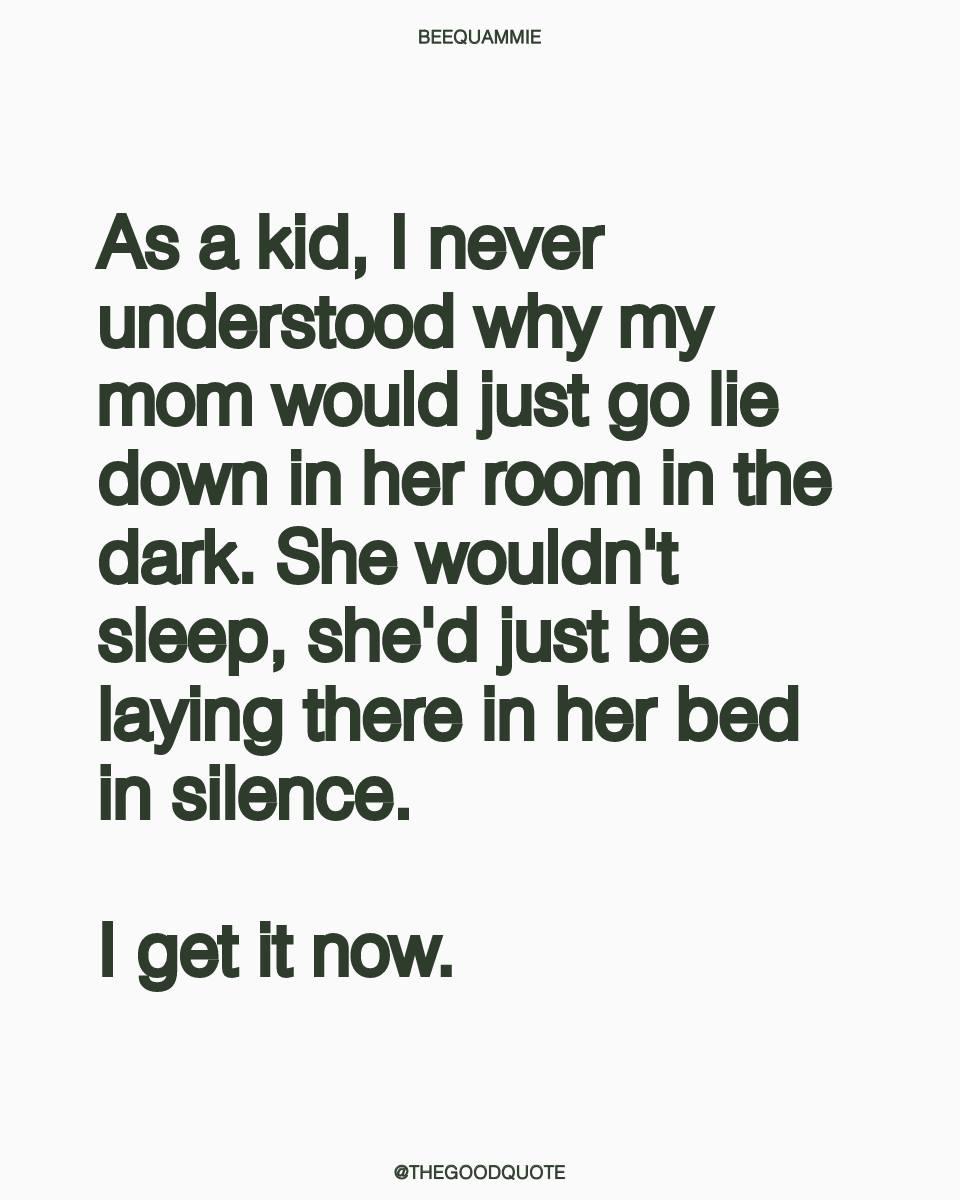 BEEQUAMMIE
As a kid, I never
understood why my
mom would just go lie
down in her room in the
dark. She wouldn't
sleep, she'd just be
laying there in her bed
in silence.
I get it now.
@THEGOODQUOTE